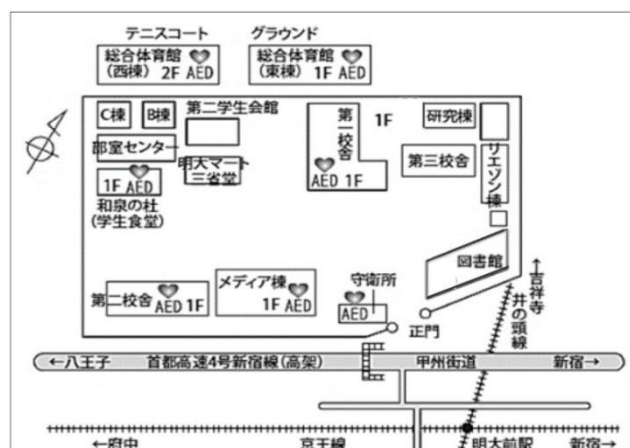 テニスコート
グラウンド
総合体育館
(西棟) 2F AED
総合体育館
(東棟) 1F AED
C棟
B棟
第二学生会館
部室センター
明大マート
三省堂
1F AED
和泉の杜
(学生食堂)
第一校舎
1F
AED 1F
研究棟
第三校舎
リエゾン棟
図書館
第二校舎
AED 1F
メディア棟
1F AED
守衛所
AED
正門
←吉祥寺
井の頭線
←八王子
首都高速4号新宿線(高架)
甲州街道
新宿→
←府中
京王線
明大前駅
新宿→